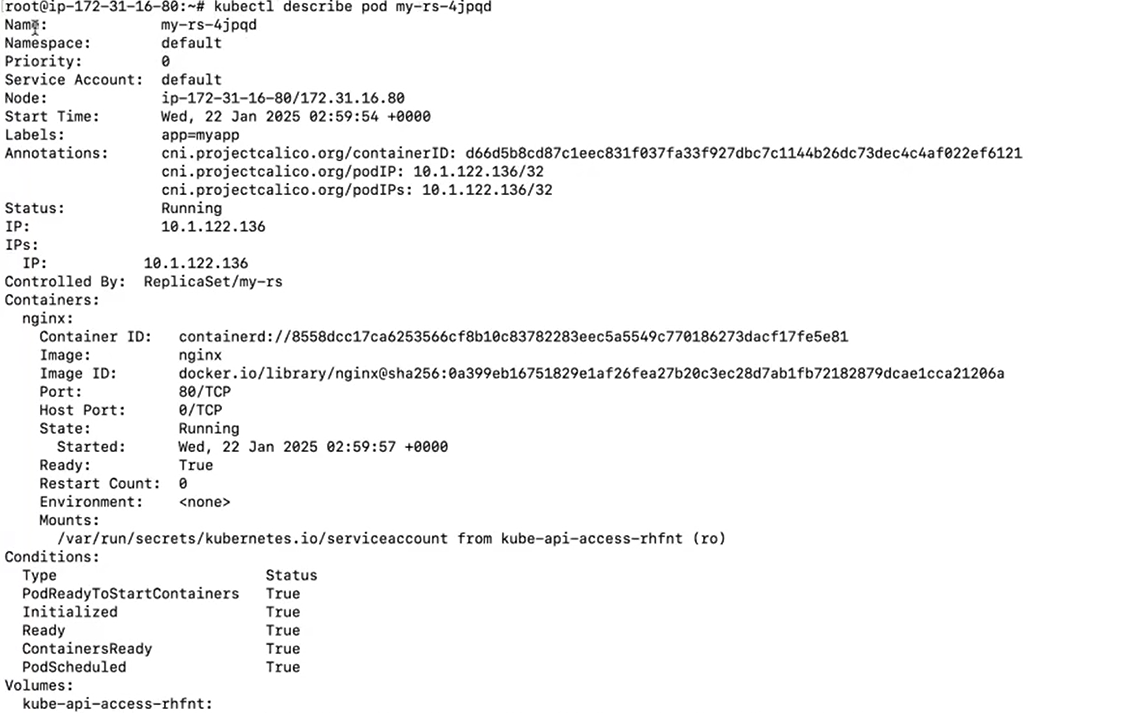 root@ip-172-31-16-80:~# kubectl describe pod my-rs-4jpqd
Name:             my-rs-4jpqd
Namespace:        default
Priority:         0
Service Account:  default
Node:             ip-172-31-16-80/172.31.16.80
Start Time:       Wed, 22 Jan 2025 02:59:54 +0000
Labels:           app=myapp
Annotations:      cni.projectcalico.org/containerID: d66d5b8cd87c1eec831f037fa33f927dbc7c1144b26dc73dec4c4af022ef6121
                  cni.projectcalico.org/podIP: 10.1.122.136/32
                  cni.projectcalico.org/podIPs: 10.1.122.136/32
Status:           Running
IP:               10.1.122.136
IPs:
  IP:           10.1.122.136
Controlled By:  ReplicaSet/my-rs
Containers:
  nginx:
    Container ID:   containerd://8558dcc17ca6253566cf8b10c83782283eec5a5549c770186273dacf17fe5e81
    Image:          nginx
    Image ID:       docker.io/library/nginx@sha256:0a399eb16751829e1af26fea27b20c3ec28d7ab1fb72182879dcae1cca21206a
    Port:           80/TCP
    Host Port:      0/TCP
    State:          Running
      Started:      Wed, 22 Jan 2025 02:59:57 +0000
    Ready:          True
    Restart Count:  0
    Environment:    <none>
    Mounts:
      /var/run/secrets/kubernetes.io/serviceaccount from kube-api-access-rhfnt (ro)
Conditions:
  Type                        Status
  PodReadyToStartContainers   True
  Initialized                 True
  Ready                       True
  ContainersReady             True
  PodScheduled                True
Volumes:
  kube-api-access-rhfnt: